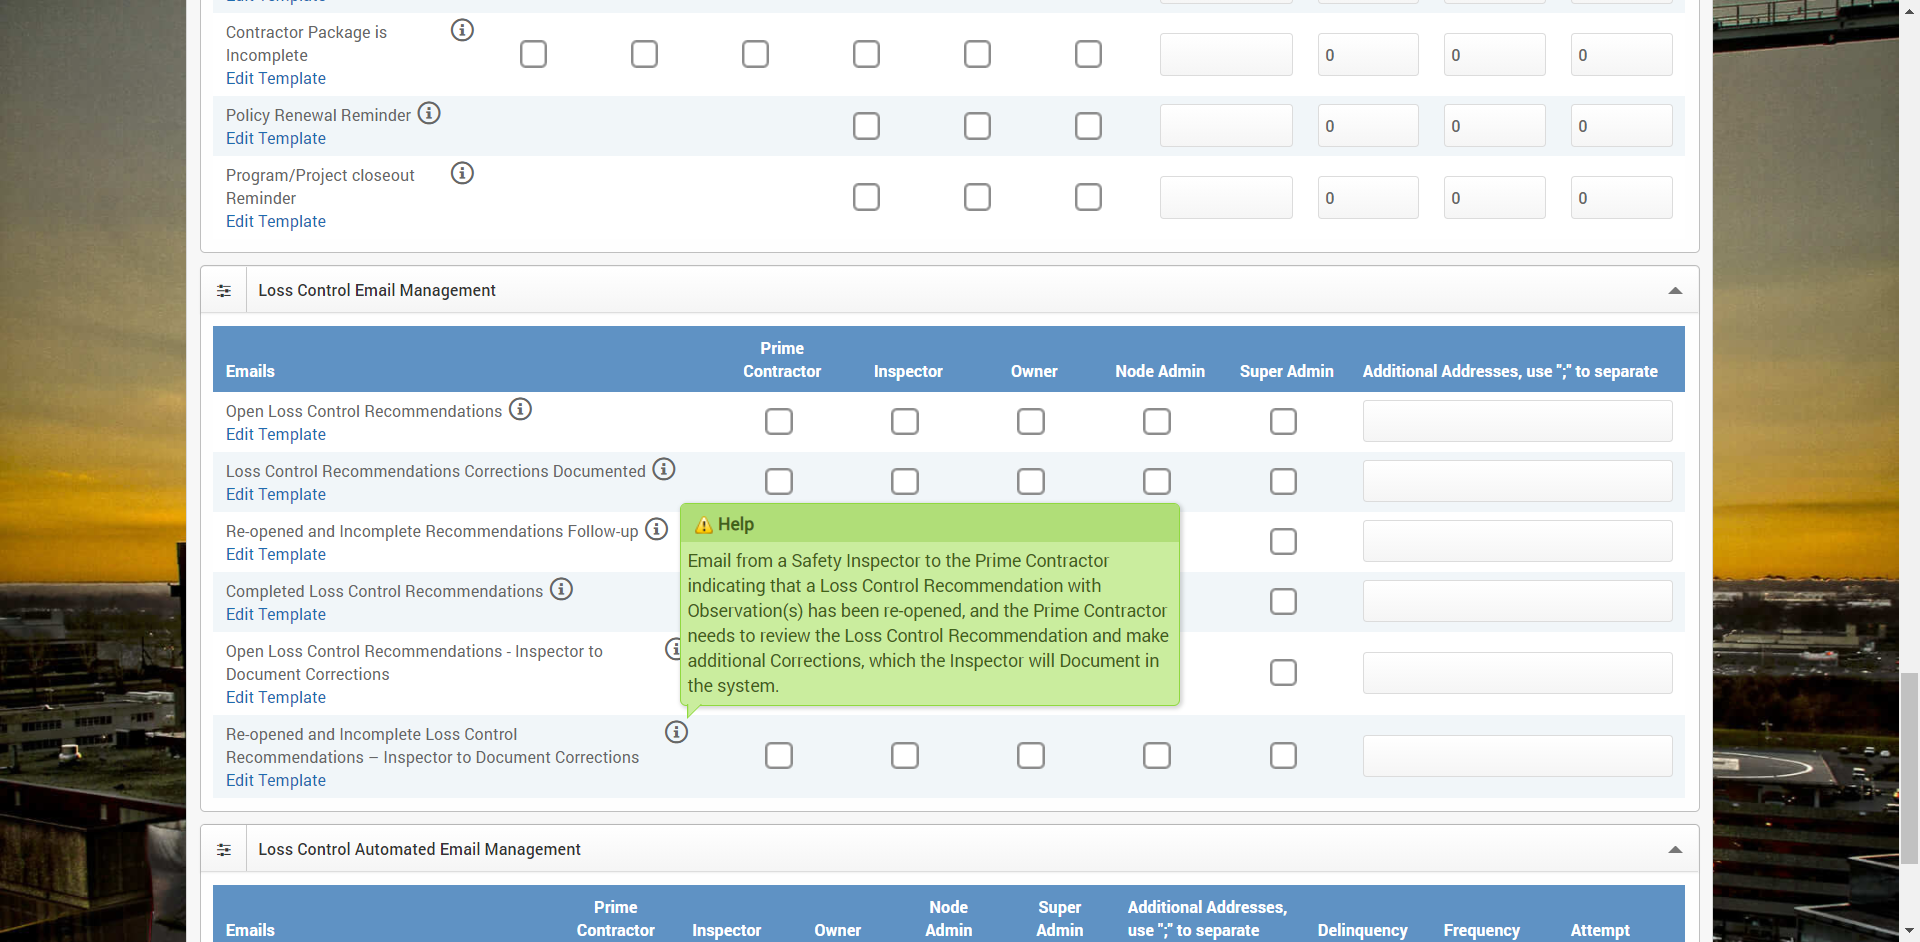 Contractor Package is
Incomplete
Edit Template
0 0 0
Policy Renewal Reminder
Edit Template
0 0 0
Program/Project closeout
Reminder
Edit Template
0 0 0
Loss Control Email Management
Emails Prime Contractor Inspector Owner Node Admin Super Admin Additional Addresses, use ";" to separate
Open Loss Control Recommendations
Edit Template
Loss Control Recommendations Corrections Documented
Edit Template
Re-opened and Incomplete Recommendations Follow-up
Edit Template
Completed Loss Control Recommendations
Edit Template
Open Loss Control Recommendations - Inspector to
Document Corrections
Edit Template
Help
Email from a Safety Inspector to the Prime Contractor
indicating that a Loss Control Recommendation with
Observation(s) has been re-opened, and the Prime Contractor
needs to review the Loss Control Recommendation and make
additional Corrections, which the Inspector will Document in
the system.
Re-opened and Incomplete Loss Control
Recommendations – Inspector to Document Corrections
Edit Template
Loss Control Automated Email Management
Emails Prime Contractor Inspector Owner Node Admin Super Admin Additional Addresses, use ";" to separate Delinquency Frequency Attempt